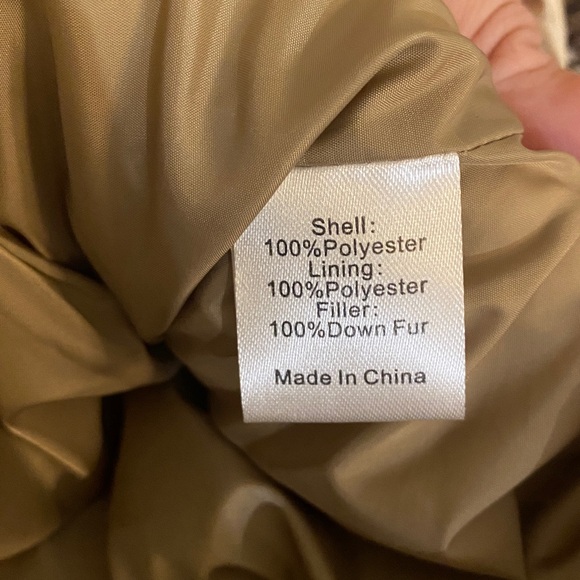 Shell:
100%Polyester
Lining:
100%Polyester
Filler:
100%Down Fur
Made In China